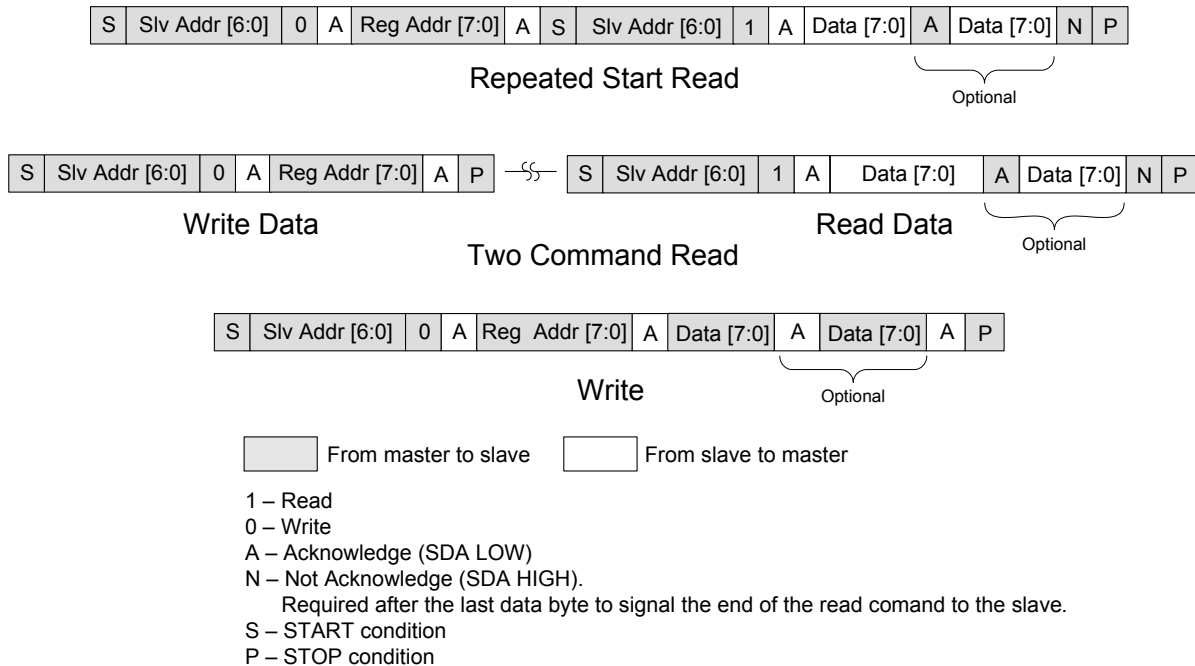 S Slv Addr [6:0] 0 A Reg Addr [7:0] A S Slv Addr [6:0] 1 A Data [7:0] A Data [7:0] N P
Repeated Start Read
Optional
S Slv Addr [6:0] 0 A Reg Addr [7:0] A P S Slv Addr [6:0] 1 A Data [7:0] A Data [7:0] N P
Write Data Read Data
Optional
Two Command Read
S Slv Addr [6:0] 0 A Reg Addr [7:0] A Data [7:0] A Data [7:0] A P
Write
Optional
From master to slave From slave to master
1 – Read
0 – Write
A – Acknowledge (SDA LOW)
N – Not Acknowledge (SDA HIGH).
Required after the last data byte to signal the end of the read comand to the slave.
S – START condition
P – STOP condition